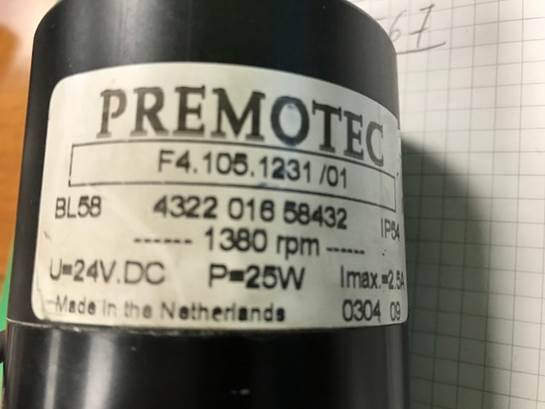 PREMOTEC
F4.105.1231 /01
BL58 4322 016 58432 IP54
------ 1380 rpm ------
U=24V.DC P=25W Imax.=2.5A
Made in the Netherlands 0304 09